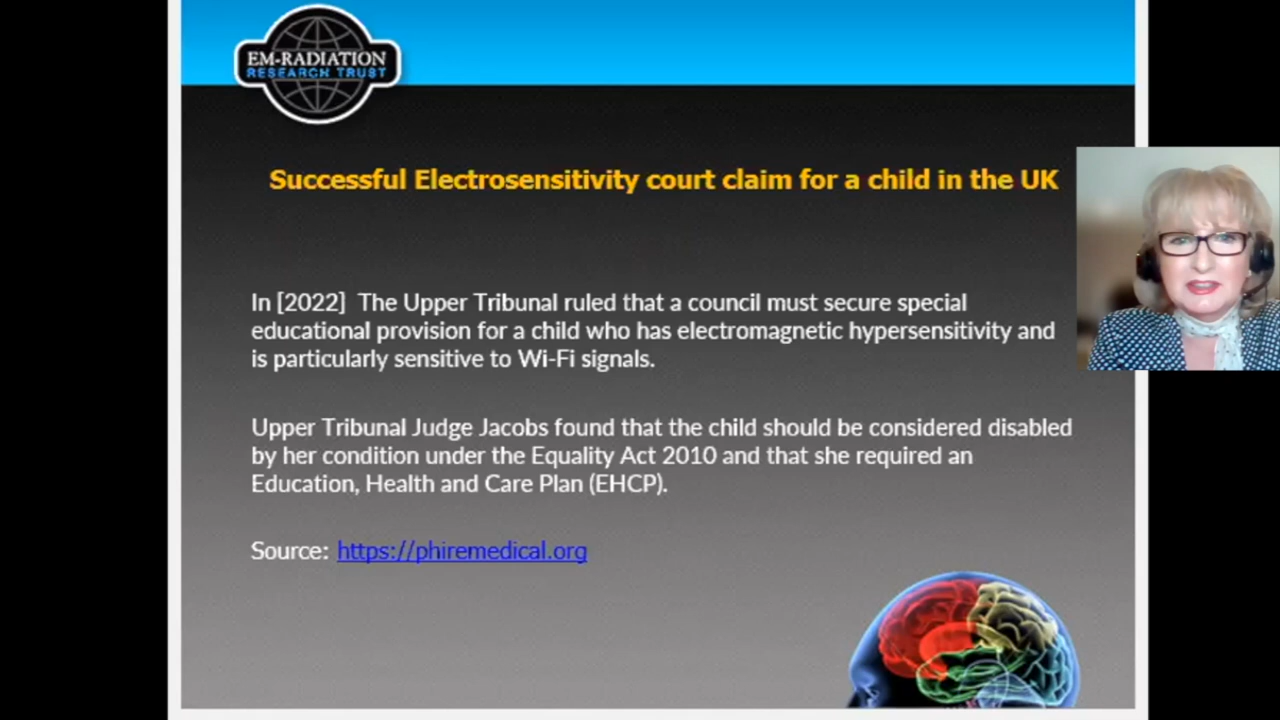 EM-RADIATION
RESEARCH TRUST
Successful Electrosensitivity court claim for a child in the UK
In [2022]  The Upper Tribunal ruled that a council must secure special
educational provision for a child who has electromagnetic hypersensitivity and
is particularly sensitive to Wi-Fi signals.
Upper Tribunal Judge Jacobs found that the child should be considered disabled
by her condition under the Equality Act 2010 and that she required an
Education, Health and Care Plan (EHCP).
Source: https://phiremedical.org